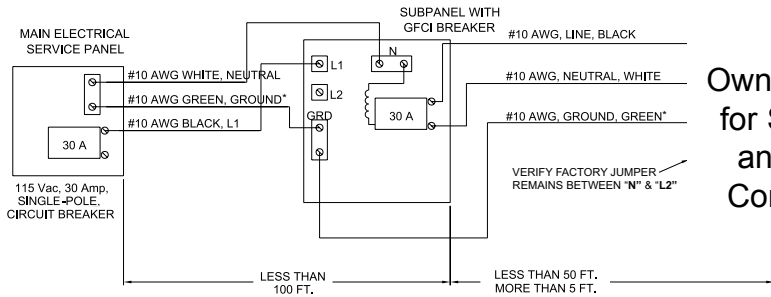 MAIN ELECTRICAL
SERVICE PANEL
SUBPANEL WITH
GFCI BREAKER
#10 AWG, LINE, BLACK
N
L1
#10 AWG WHITE, NEUTRAL
#10 AWG, NEUTRAL, WHITE
L2
#10 AWG GREEN, GROUND*
GRD
#10 AWG BLACK, L1
30 A
#10 AWG, GROUND, GREEN*
30 A
VERIFY FACTORY JUMPER
REMAINS BETWEEN "N" & "L2"
115 Vac, 30 Amp,
SINGLE-POLE,
CIRCUIT BREAKER
LESS THAN
100 FT.
LESS THAN 50 FT.
MORE THAN 5 FT.
Own
for
an